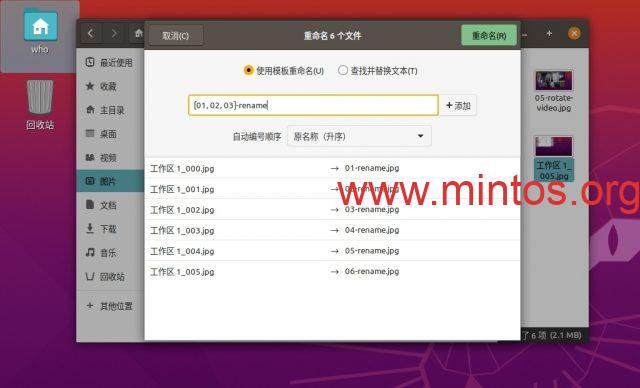 who
回收站
取消(C)
重命名 6 个文件
重命名(R)
使用模板重命名(U)
查找并替换文本(T)
[01, 02, 03]-rename
+ 添加
自动编号顺序
原名称（升序）
工作区 1_000.jpg → 01-rename.jpg
工作区 1_001.jpg
工作区 1_002.jpg → 03-rename.jpg
工作区 1_003.jpg → 04-rename.jpg
工作区 1_004.jpg → 05-rename.jpg
工作区 1_005.jpg → 06-rename.jpg
最近使用
收藏
主目录
桌面
视频
图片
文档
下载
音乐
回收站
+ 其他位置
05-rotate-
video.jpg
工作区 1_
005.jpg
了 6 项 (2.1 MB)
www.mintos.org